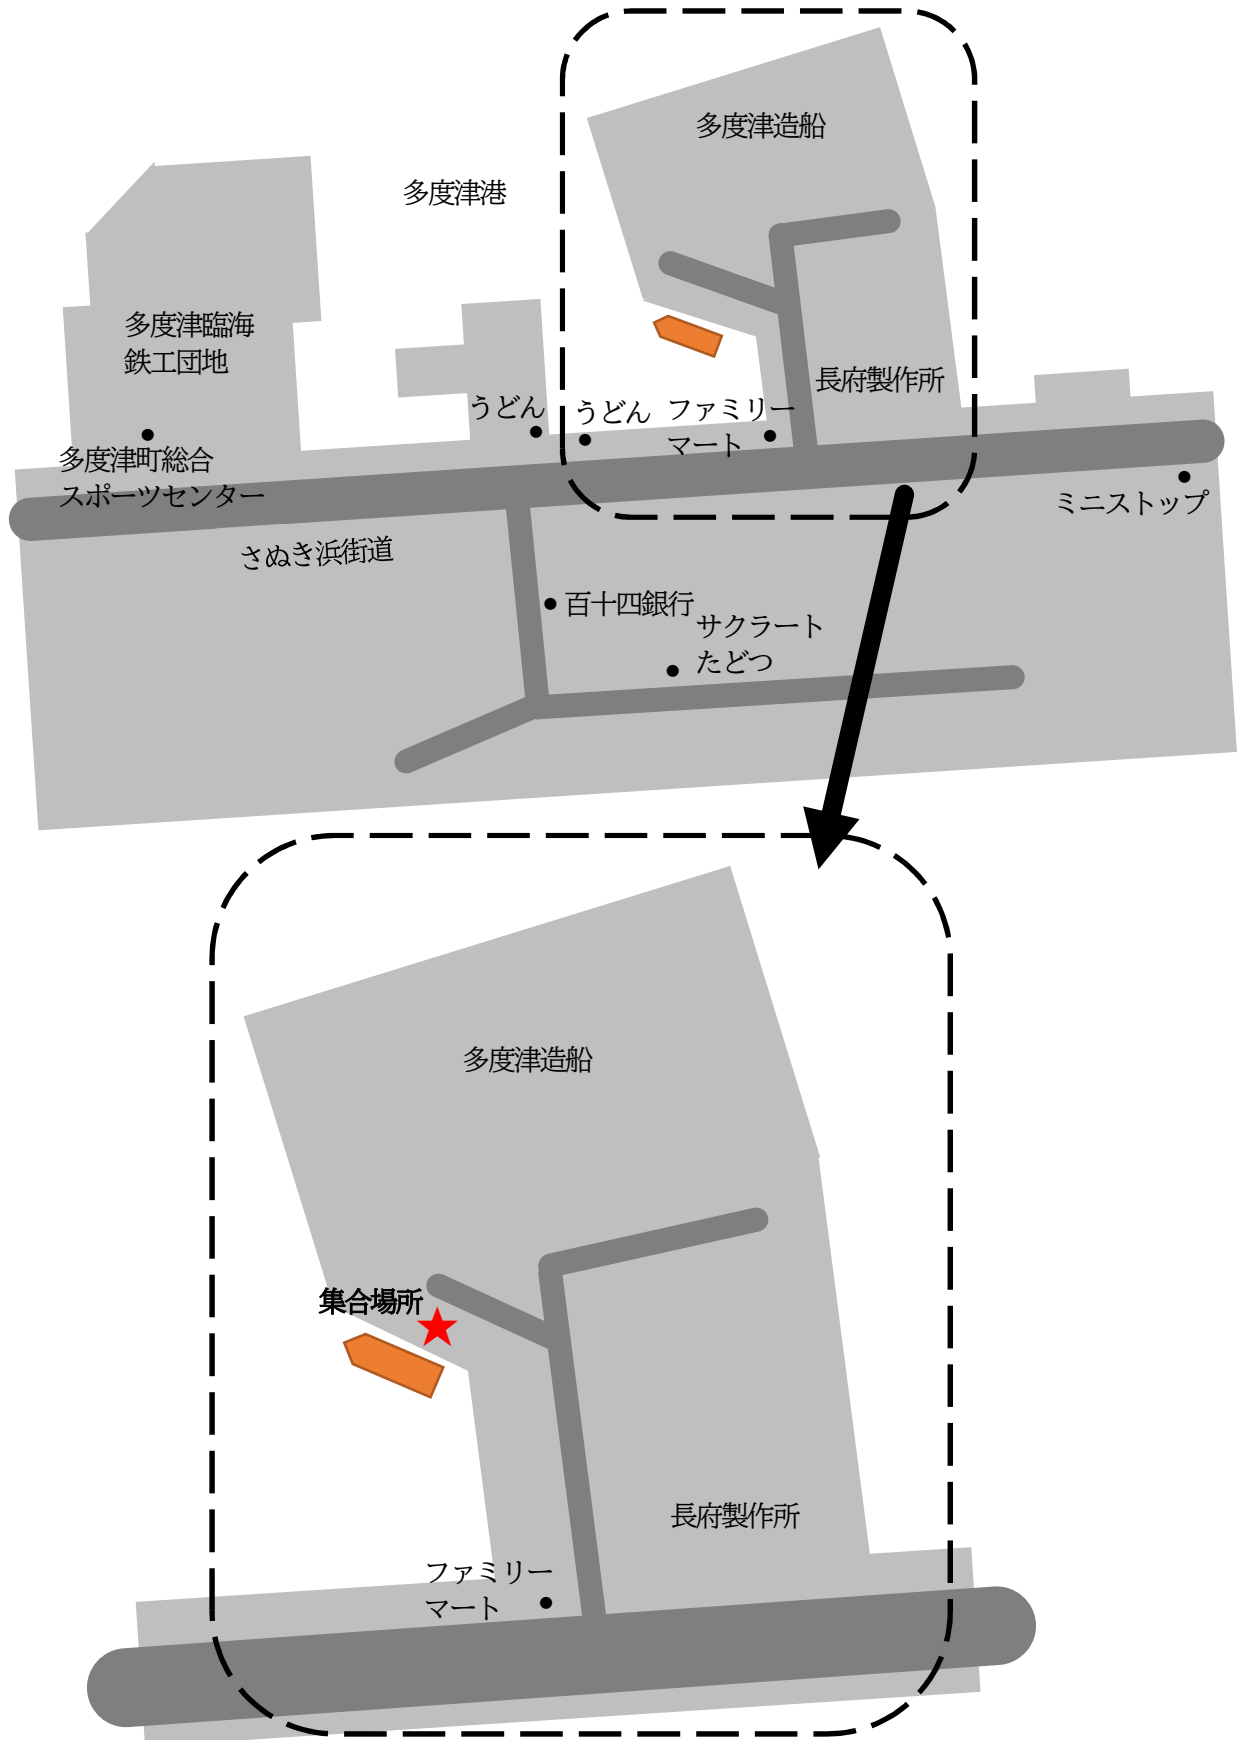 多度津造船
多度津港
多度津臨海
鉄工団地
長府製作所
うどん
うどん
ファミリー
マート
多度津町総合
スポーツセンター
ミニストップ
さぬき浜街道
百十四銀行
サクラート
たどつ
多度津造船
集合場所
長府製作所
ファミリー
マート